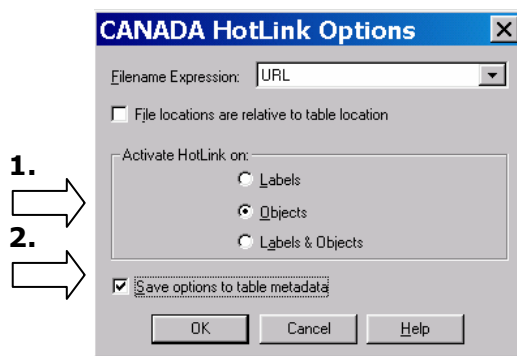 CANADA HotLink Options
Filename Expression: URL
File locations are relative to table location
1.
Activate HotLink on:
Labels
Objects
2.
Labels & Objects
Save options to table metadata
OK Cancel Help